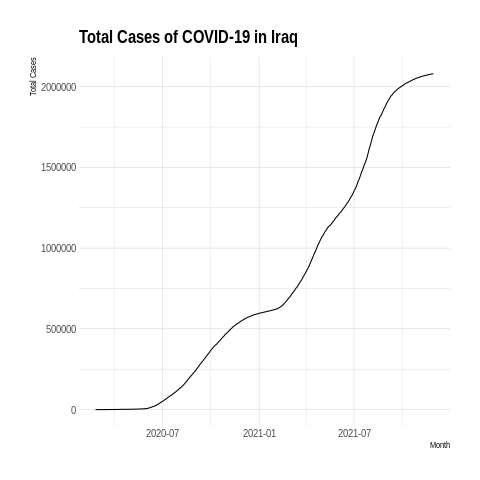 Total Cases of COVID-19 in Iraq
Total Cases
2000000
1500000
1000000
500000
0
2020-07 2021-01 2021-07
Month